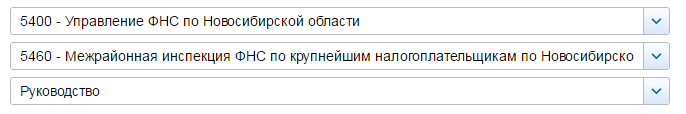 5400 - Управление ФНС по Новосибирской области
5460 - Межрайонная инспекция ФНС по крупнейшим налогоплательщикам по Новосибирско
Руководство